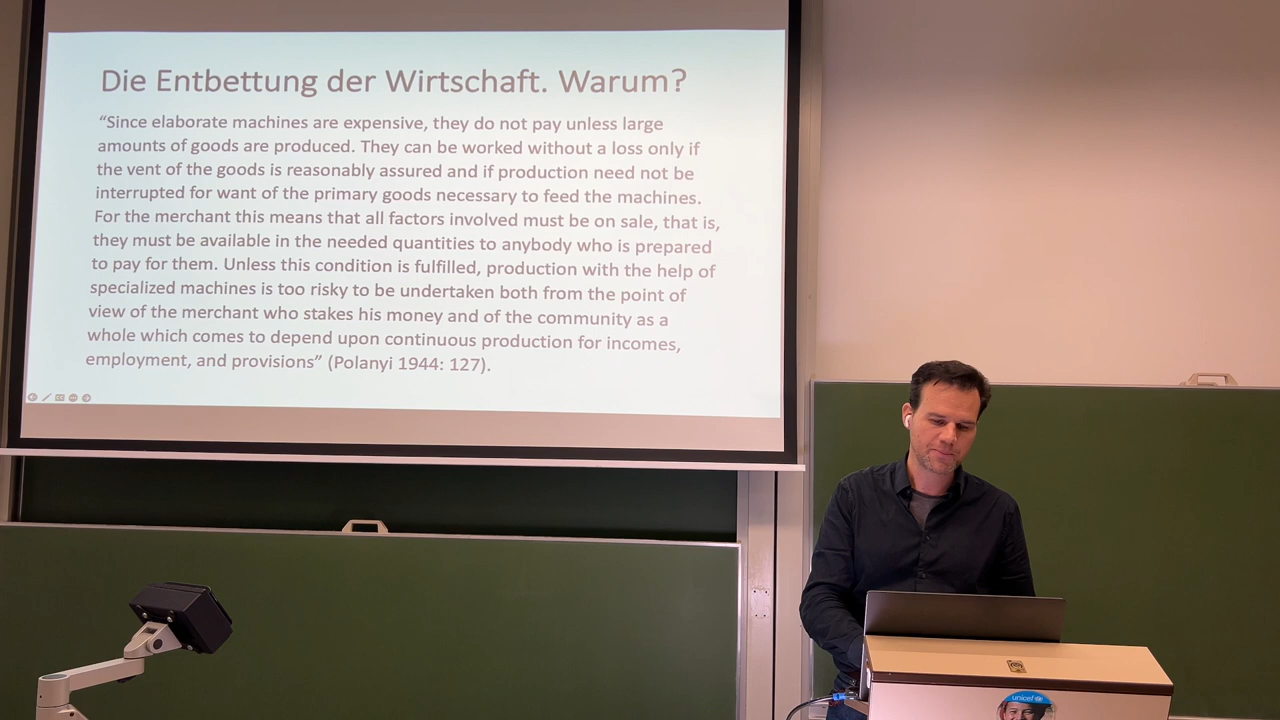 Die Entbettung der Wirtschaft. Warum?
“Since elaborate machines are expensive, they do not pay unless large
amounts of goods are produced. They can be worked without a loss only if
the vent of the goods is reasonably assured and if production need not be
interrupted for want of the primary goods necessary to feed the machines.
For the merchant this means that all factors involved must be on sale, that is,
they must be available in the needed quantities to anybody who is prepared
to pay for them. Unless this condition is fulfilled, production with the help of
specialized machines is too risky to be undertaken both from the point of
view of the merchant who stakes his money and of the community as a
whole which comes to depend upon continuous production for incomes,
employment, and provisions” (Polanyi 1944: 127).
unicef